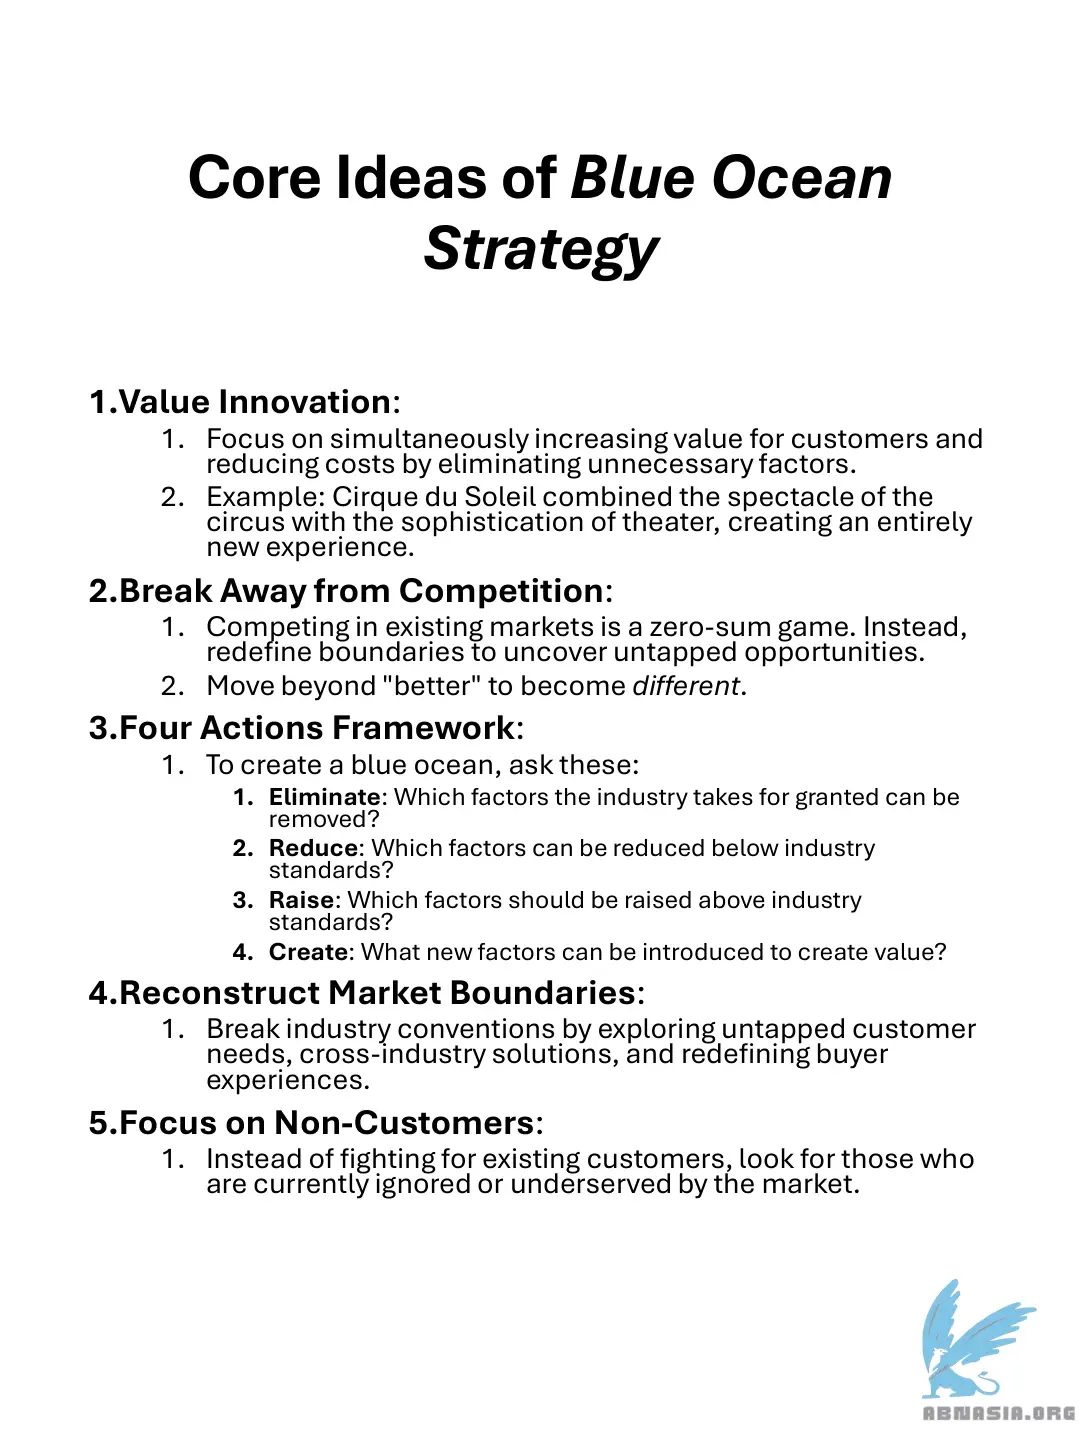 Core Ideas of Blue Ocean
Strategy
1.Value Innovation:
1. Focus on simultaneously increasing value for customers and
reducing costs by eliminating unnecessary factors.
2. Example: Cirque du Soleil combined the spectacle of the
circus with the sophistication of theater, creating an entirely
new experience.
2.Break Away from Competition:
1. Competing in existing markets is a zero-sum game. Instead,
redefine boundaries to uncover untapped opportunities.
2. Move beyond "better" to become different.
3.Four Actions Framework:
1. To create a blue ocean, ask these:
1. Eliminate: Which factors the industry takes for granted can be
removed?
2. Reduce: Which factors can be reduced below industry
standards?
3. Raise: Which factors should be raised above industry
standards?
4. Create: What new factors can be introduced to create value?
4.Reconstruct Market Boundaries:
1. Break industry conventions by exploring untapped customer
needs, cross-industry solutions, and redefining buyer
experiences.
5.Focus on Non-Customers:
1. Instead of fighting for existing customers, look for those who
are currently ignored or underserved by the market.
ABNASIA.ORG